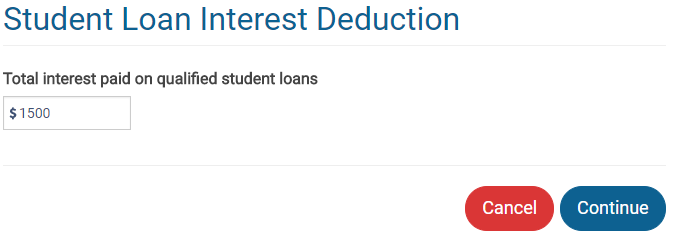 Student Loan Interest Deduction
Total interest paid on qualified student loans
$ 1500
Cancel Continue